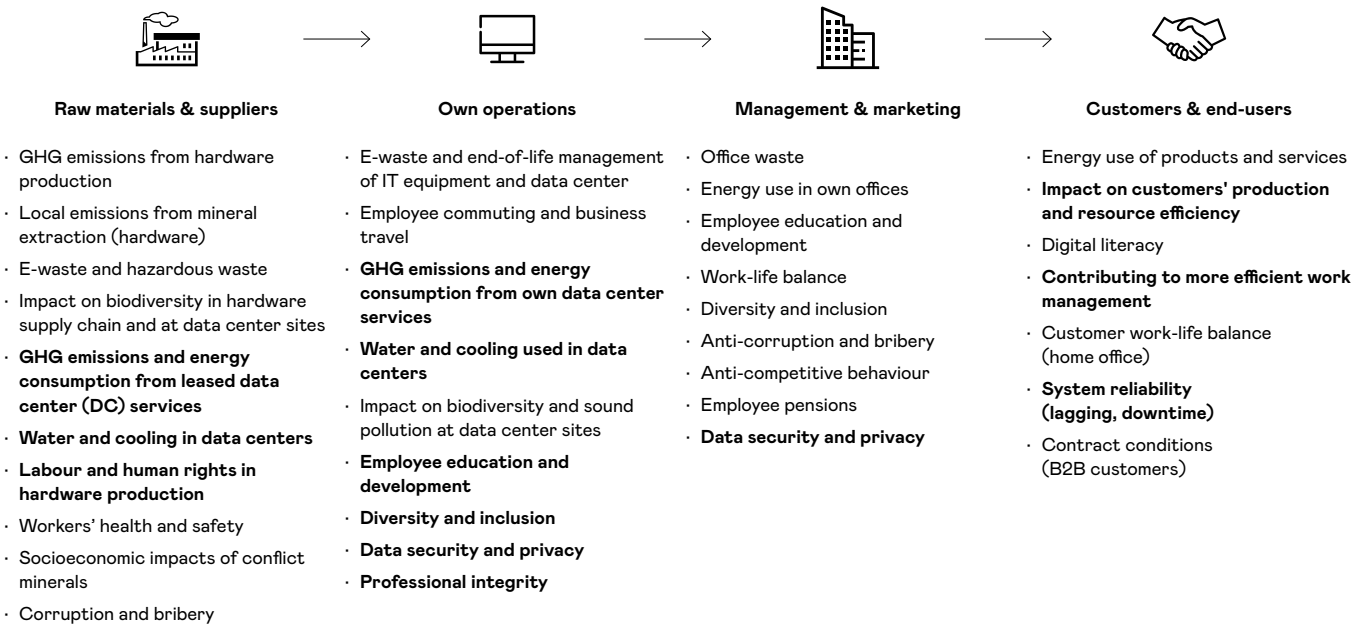 Raw materials & suppliers
· GHG emissions from hardware
production
· Local emissions from mineral
extraction (hardware)
· E-waste and hazardous waste
· Impact on biodiversity in hardware
supply chain and at data center sites
· GHG emissions and energy
consumption from leased data
center (DC) services
· Water and cooling in data centers
· Labour and human rights in
hardware production
· Workers’ health and safety
· Socioeconomic impacts of conflict
minerals
· Corruption and bribery
Own operations
· E-waste and end-of-life management
of IT equipment and data center
· Employee commuting and business
travel
· GHG emissions and energy
consumption from own data center
services
· Water and cooling used in data
centers
· Impact on biodiversity and sound
pollution at data center sites
· Employee education and
development
· Diversity and inclusion
· Data security and privacy
· Professional integrity
Management & marketing
· Office waste
· Energy use in own offices
· Employee education and
development
· Work-life balance
· Diversity and inclusion
· Anti-corruption and bribery
· Anti-competitive behaviour
· Employee pensions
· Data security and privacy
Customers & end-users
· Energy use of products and services
· Impact on customers' production
and resource efficiency
· Digital literacy
· Contributing to more efficient work
management
· Customer work-life balance
(home office)
· System reliability
(lagging, downtime)
· Contract conditions
(B2B customers)